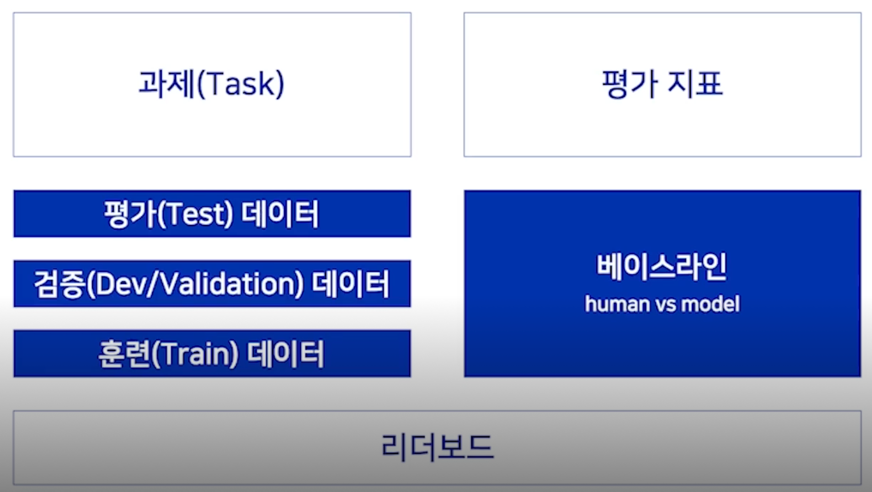 과제(Task)
평가 지표
평가(Test) 데이터
검증(Dev/Validation) 데이터
훈련(Train) 데이터
베이스라인
human vs model
리더보드